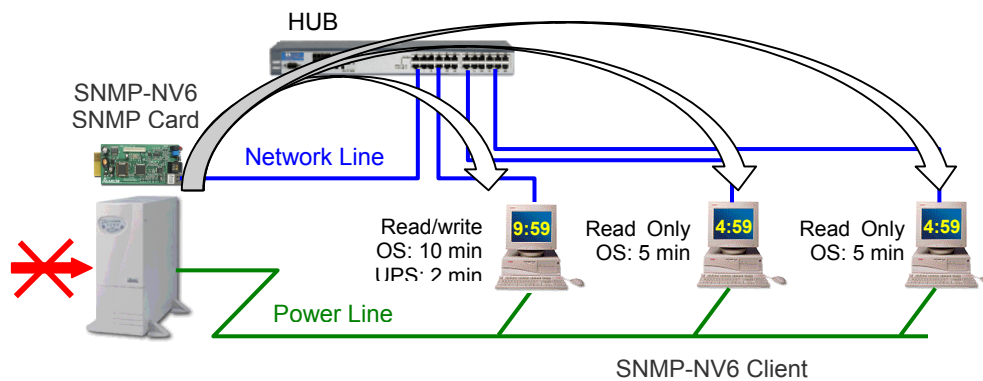 HUB
SNMP-NV6
SNMP Card
Network Line
Read/write
OS: 10 min
UPS: 2 min
9:59
Read Only
OS: 5 min
4:59
Read Only
OS: 5 min
4:59
Power Line
SNMP-NV6 Client